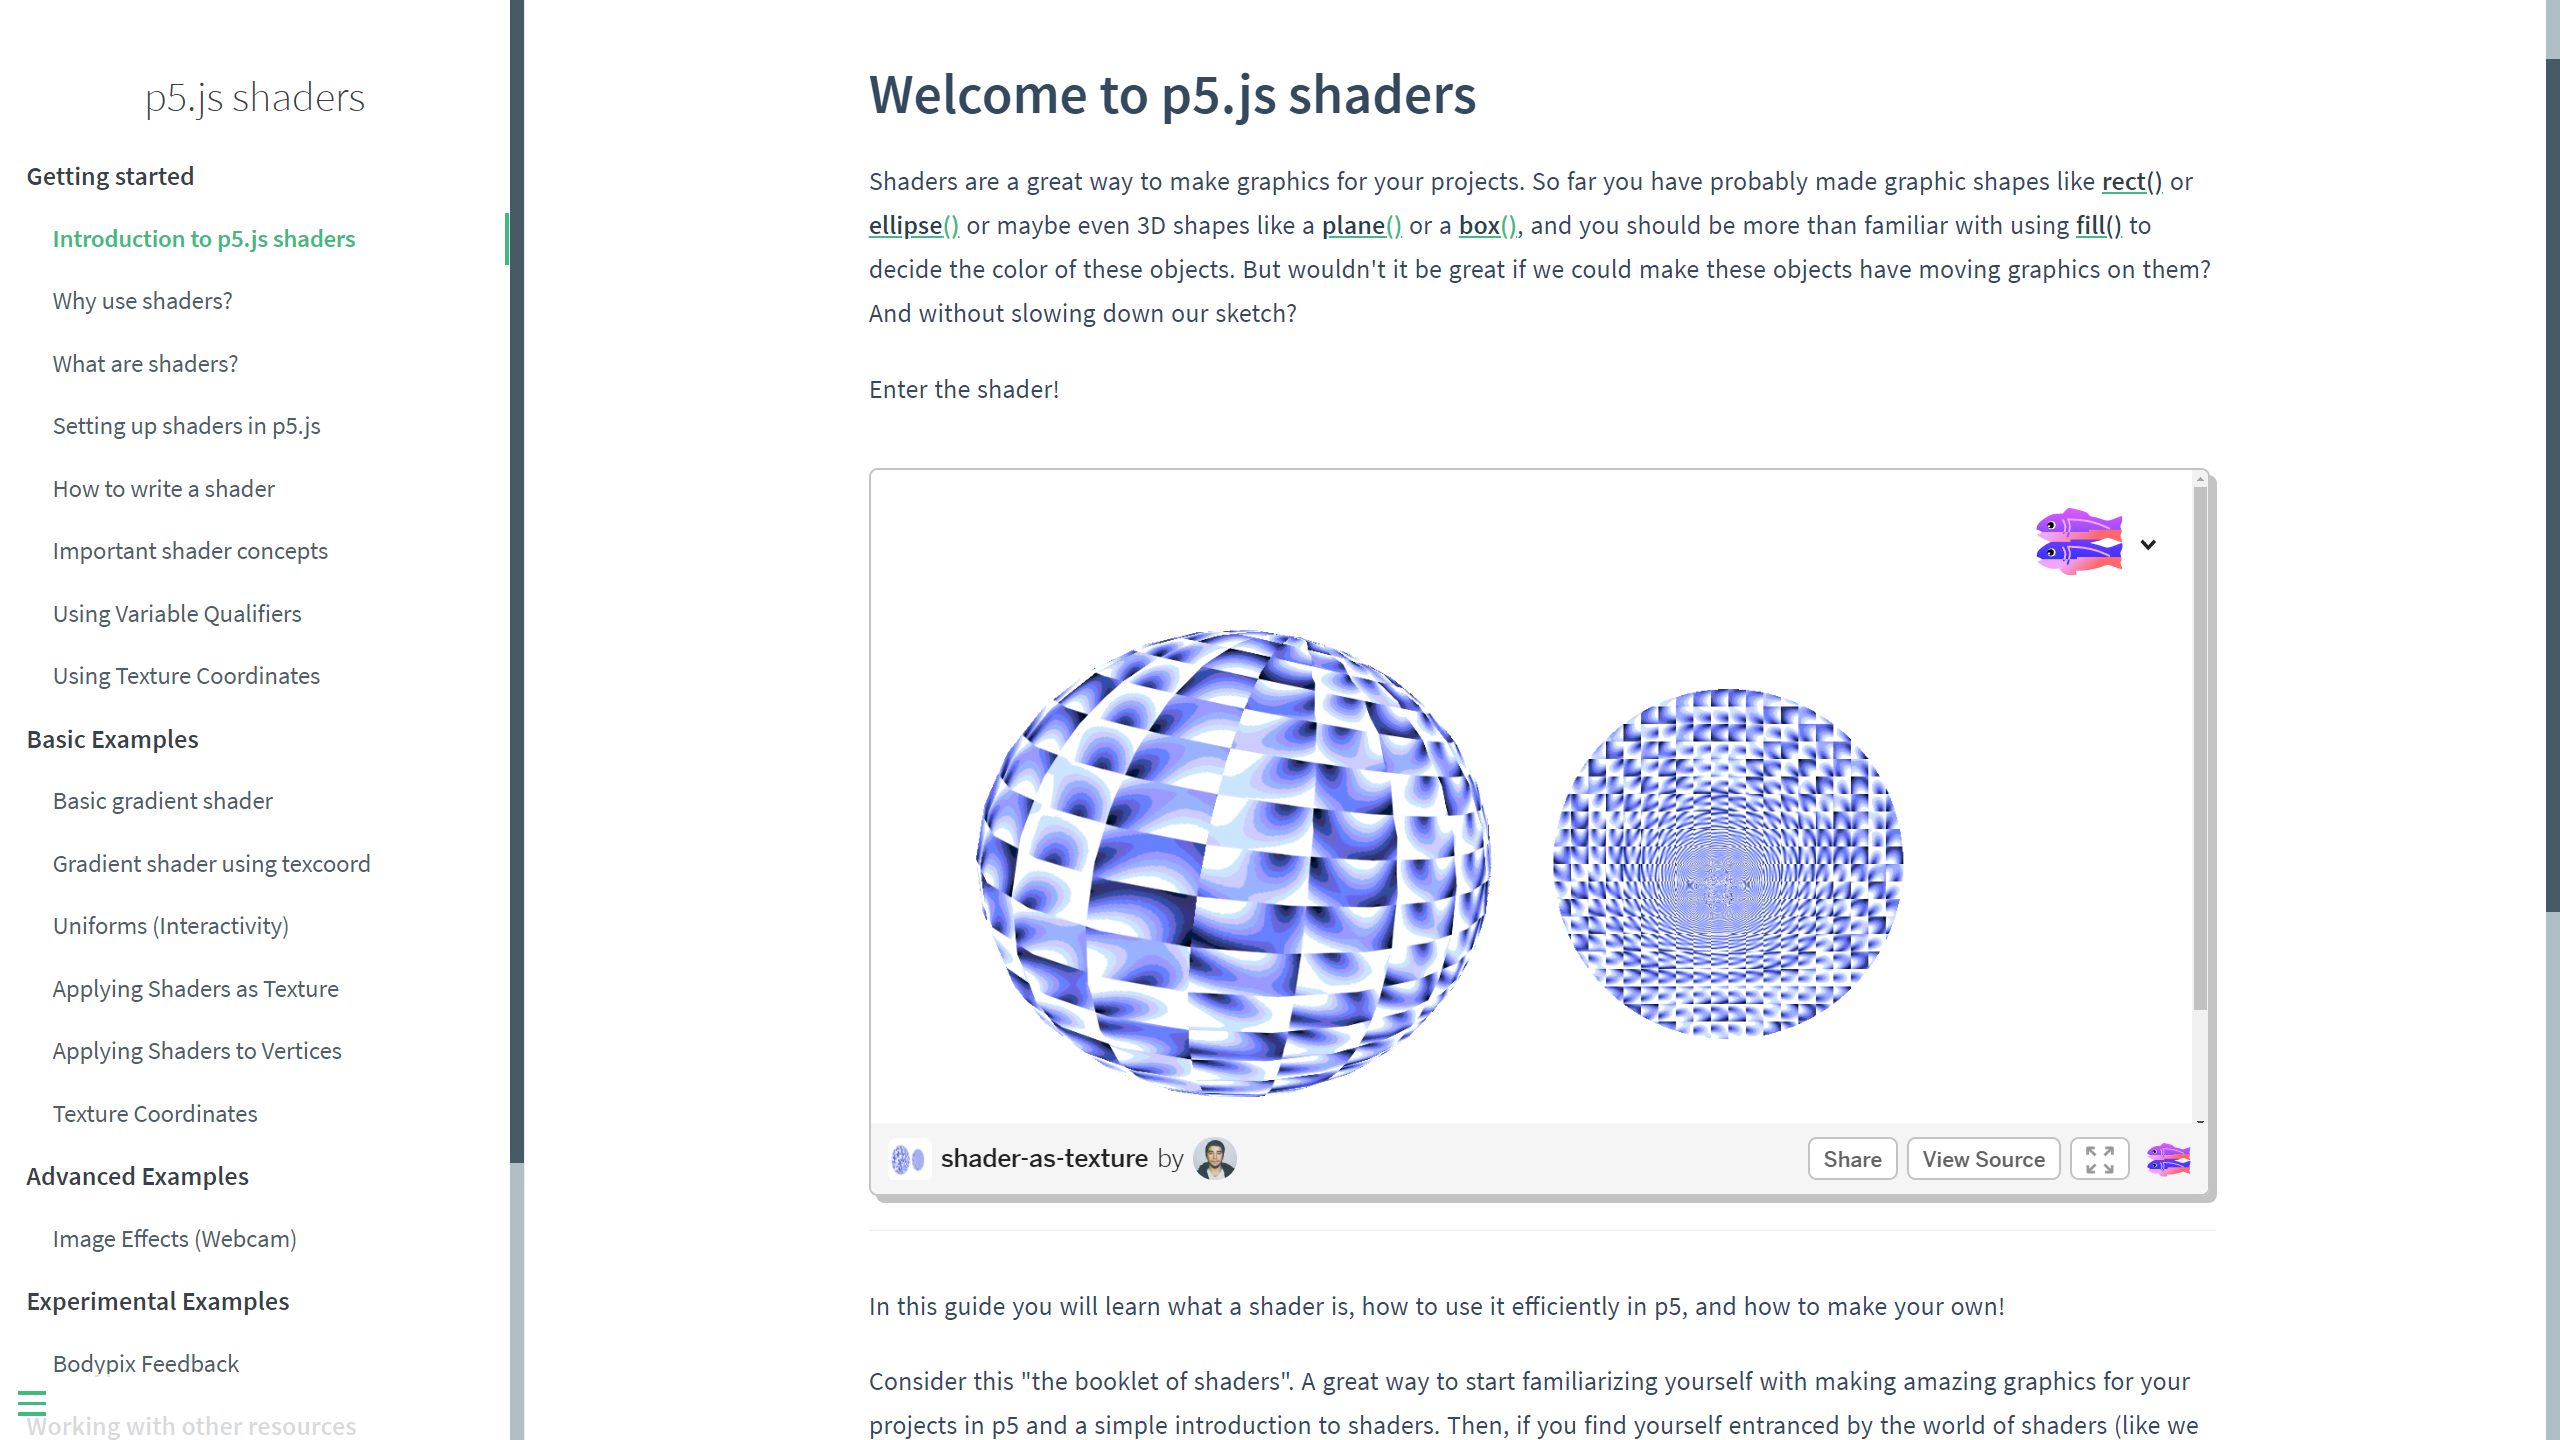 p5.js shaders
Getting started
Introduction to p5.js shaders
Why use shaders?
What are shaders?
Setting up shaders in p5.js
How to write a shader
Important shader concepts
Using Variable Qualifiers
Using Texture Coordinates
Basic Examples
Basic gradient shader
Gradient shader using texcoord
Uniforms (Interactivity)
Applying Shaders as Texture
Applying Shaders to Vertices
Texture Coordinates
Advanced Examples
Image Effects (Webcam)
Experimental Examples
Bodypix Feedback
Working with other resources
Welcome to p5.js shaders
Shaders are a great way to make graphics for your projects. So far you have probably made graphic shapes like rect() or
ellipse() or maybe even 3D shapes like a plane() or a box(), and you should be more than familiar with using fill() to
decide the color of these objects. But wouldn't it be great if we could make these objects have moving graphics on them?
And without slowing down our sketch?
Enter the shader!
shader-as-texture by
Share
View Source
In this guide you will learn what a shader is, how to use it efficiently in p5, and how to make your own!
Consider this "the booklet of shaders". A great way to start familiarizing yourself with making amazing graphics for your
projects in p5 and a simple introduction to shaders. Then, if you find yourself entranced by the world of shaders (like we